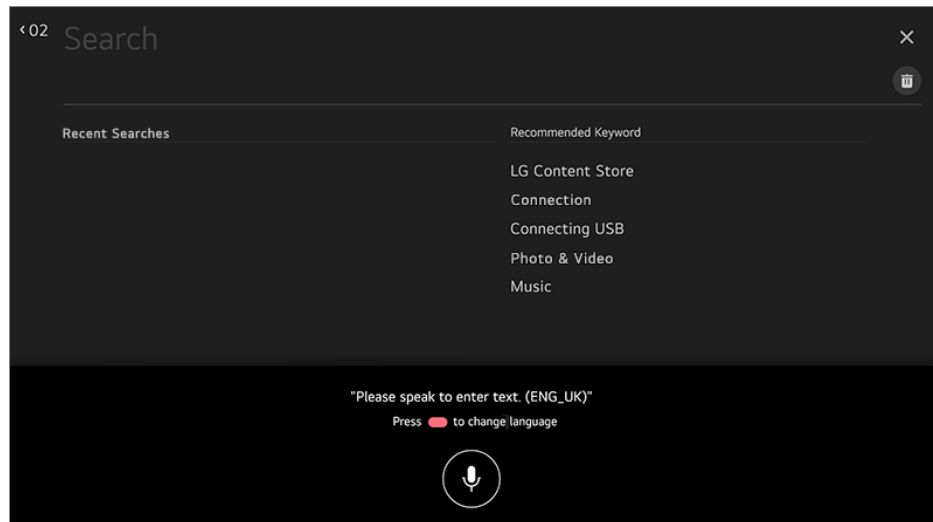 ‹ 02
Search
Recent Searches
Recommended Keyword
LG Content Store
Connection
Connecting USB
Photo & Video
Music
"Please speak to enter text. (ENG_UK)"
Press to change language